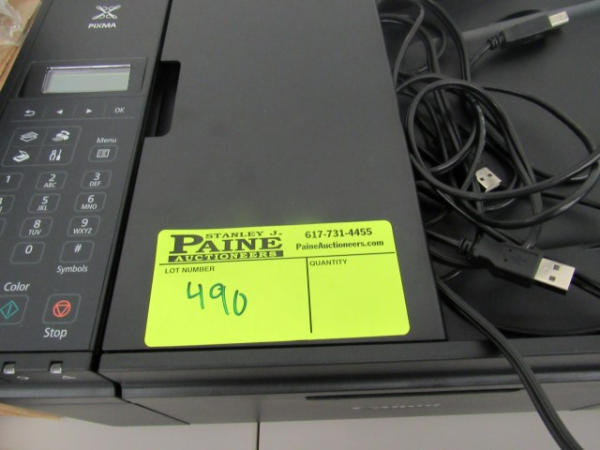 PIXMA
OK
Menu
1
2
ABC
3
DEF
5
JKL
6
MNO
8
TUV
9
WXYZ
0
#
Symbols
Color
Stop
STANLEY J.
PAINE
AUCTIONEERS
617-731-4455
PaineAuctioneers.com
LOT NUMBER
QUANTITY
490